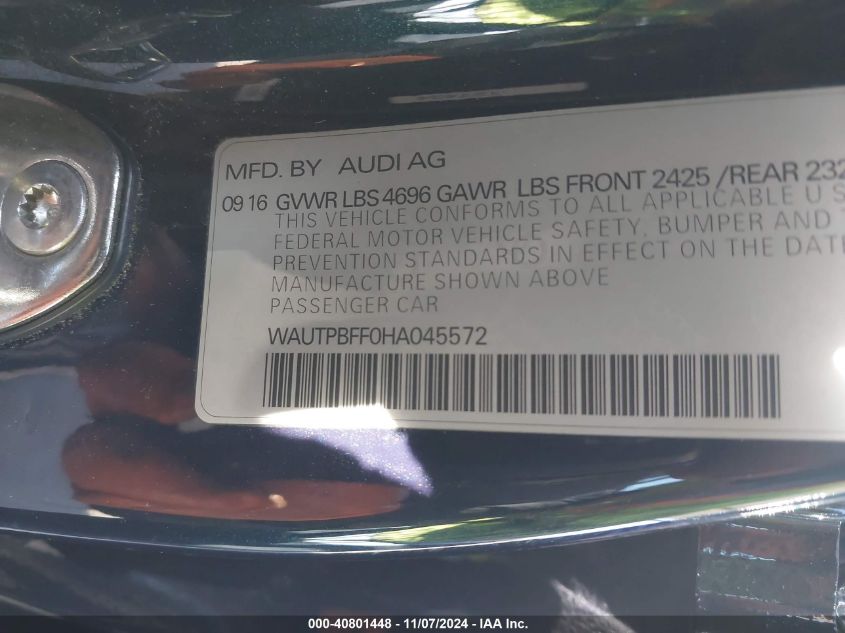 MFD. BY AUDI AG
09 16 GVWR LBS 4696 GAWR LBS FRONT 2425 /REAR 232
THIS VEHICLE CONFORMS TO ALL APPLICABLE U S
FEDERAL MOTOR VEHICLE SAFETY, BUMPER AND
PREVENTION STANDARDS IN EFFECT ON THE DATE
MANUFACTURE SHOWN ABOVE
PASSENGER CAR
WAUTPBFF0HA045572
000-40801448 - 11/07/2024 - IAA Inc.